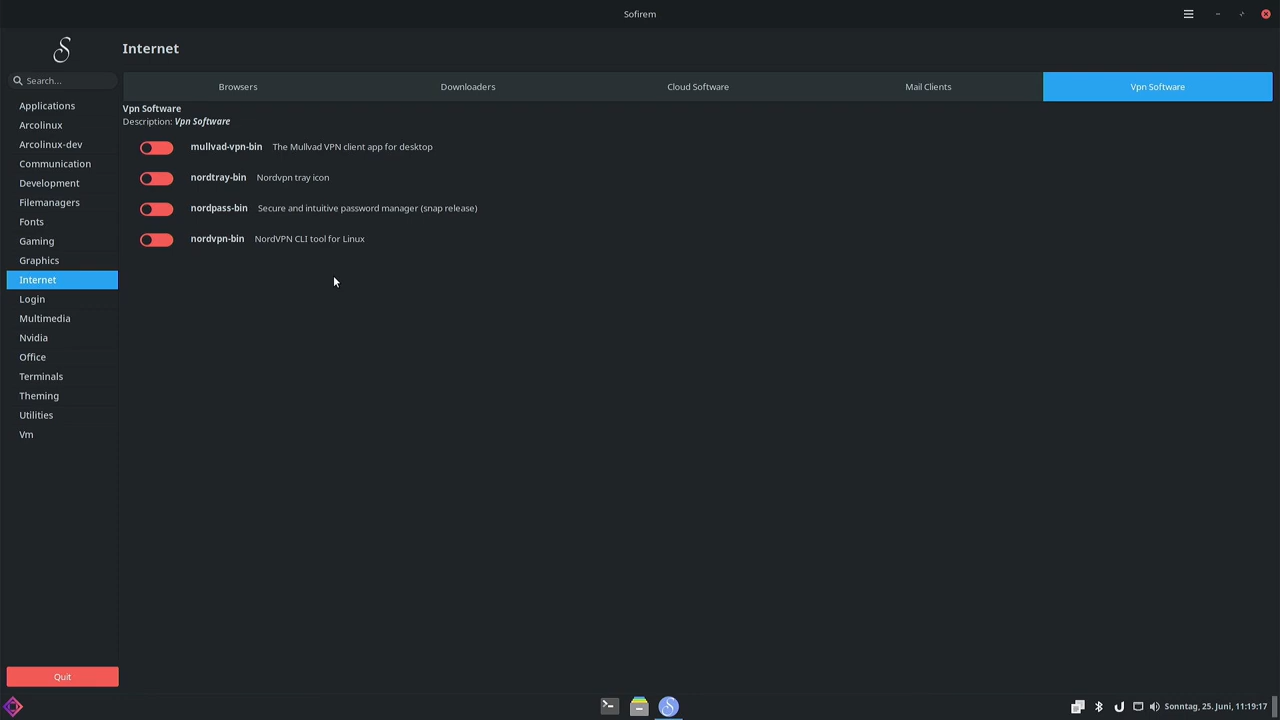 Sofirem
S
Internet
Search...
Applications
Arcolinux
Arcolinux-dev
Communication
Development
Filemanagers
Fonts
Gaming
Graphics
Internet
Login
Multimedia
Nvidia
Office
Terminals
Theming
Utilities
Vm
Quit
Browsers Downloaders Cloud Software Mail Clients Vpn Software
Vpn Software
Description: Vpn Software
mullvad-vpn-bin The Mullvad VPN client app for desktop
nordtray-bin Nordvpn tray icon
nordpass-bin Secure and intuitive password manager (snap release)
nordvpn-bin NordVPN CLI tool for Linux
Sonntag, 25. Juni, 11:19:17